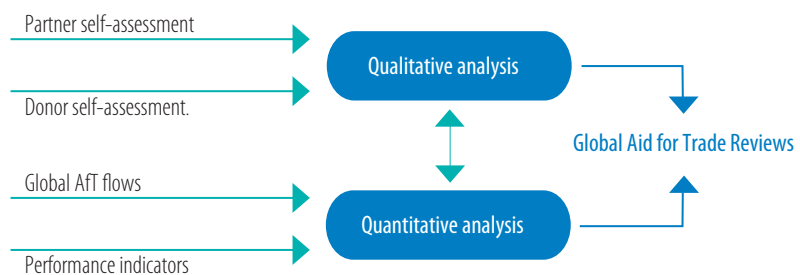 Partner self-assessment
Qualitative analysis
Donor self-assessment.
Global Aid for Trade Reviews
Global AfT flows
Quantitative analysis
Performance indicators